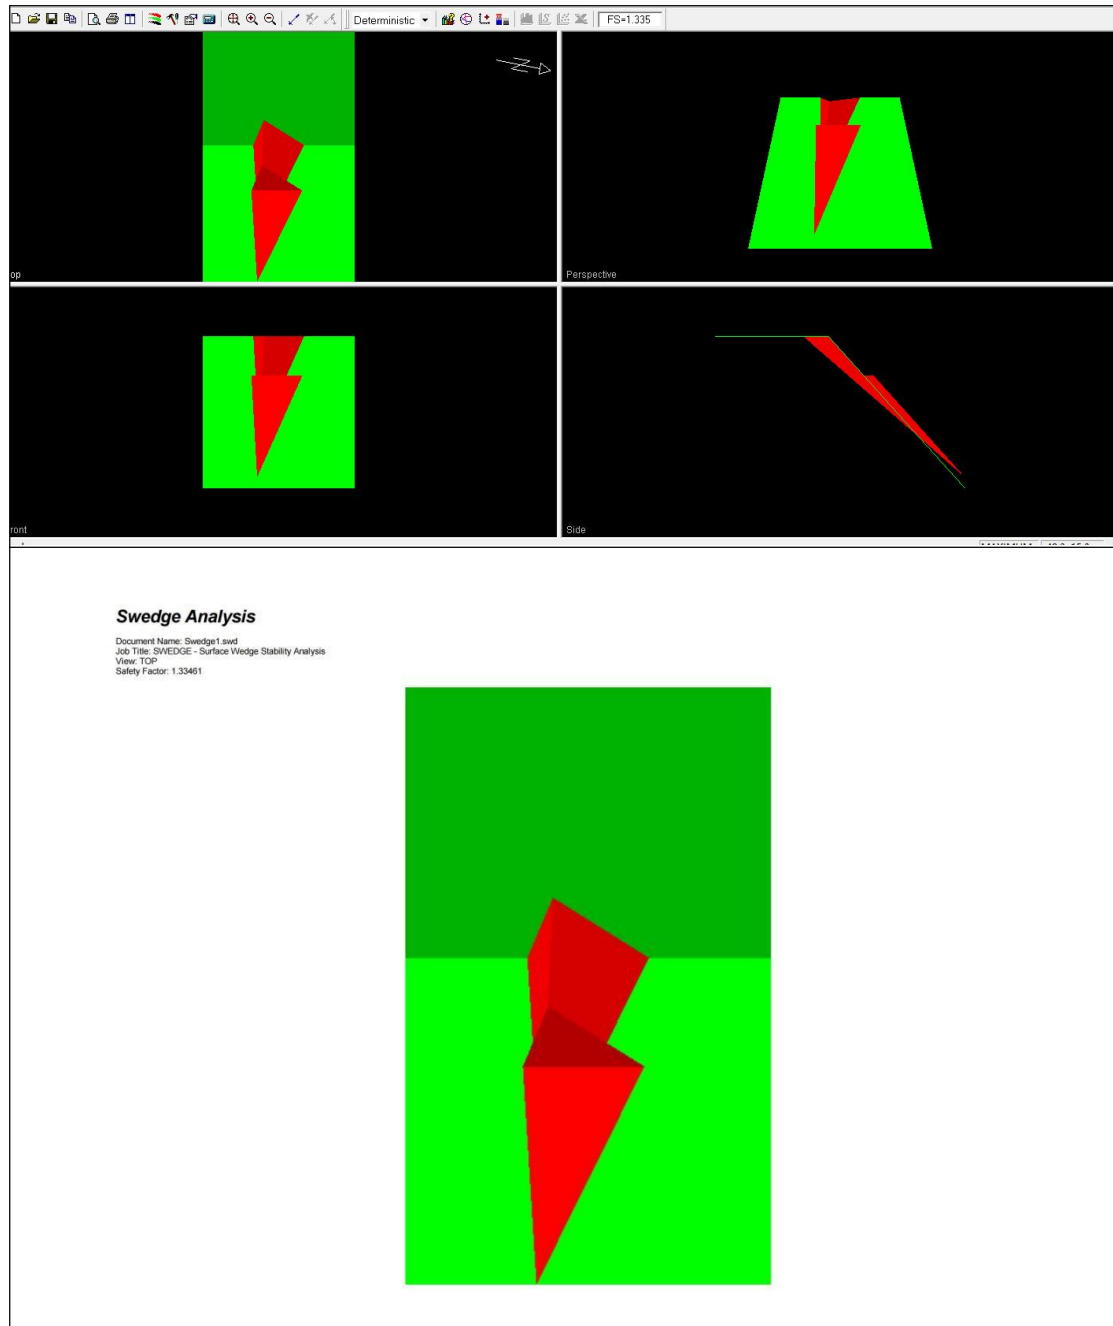 Deterministic
FS=1.335
op
Perspective
ront
Side
Swedge Analysis
Document Name: Swedge1.swd
Job Title: SWEDGE - Surface Wedge Stability Analysis
View: TOP
Safety Factor: 1.33461